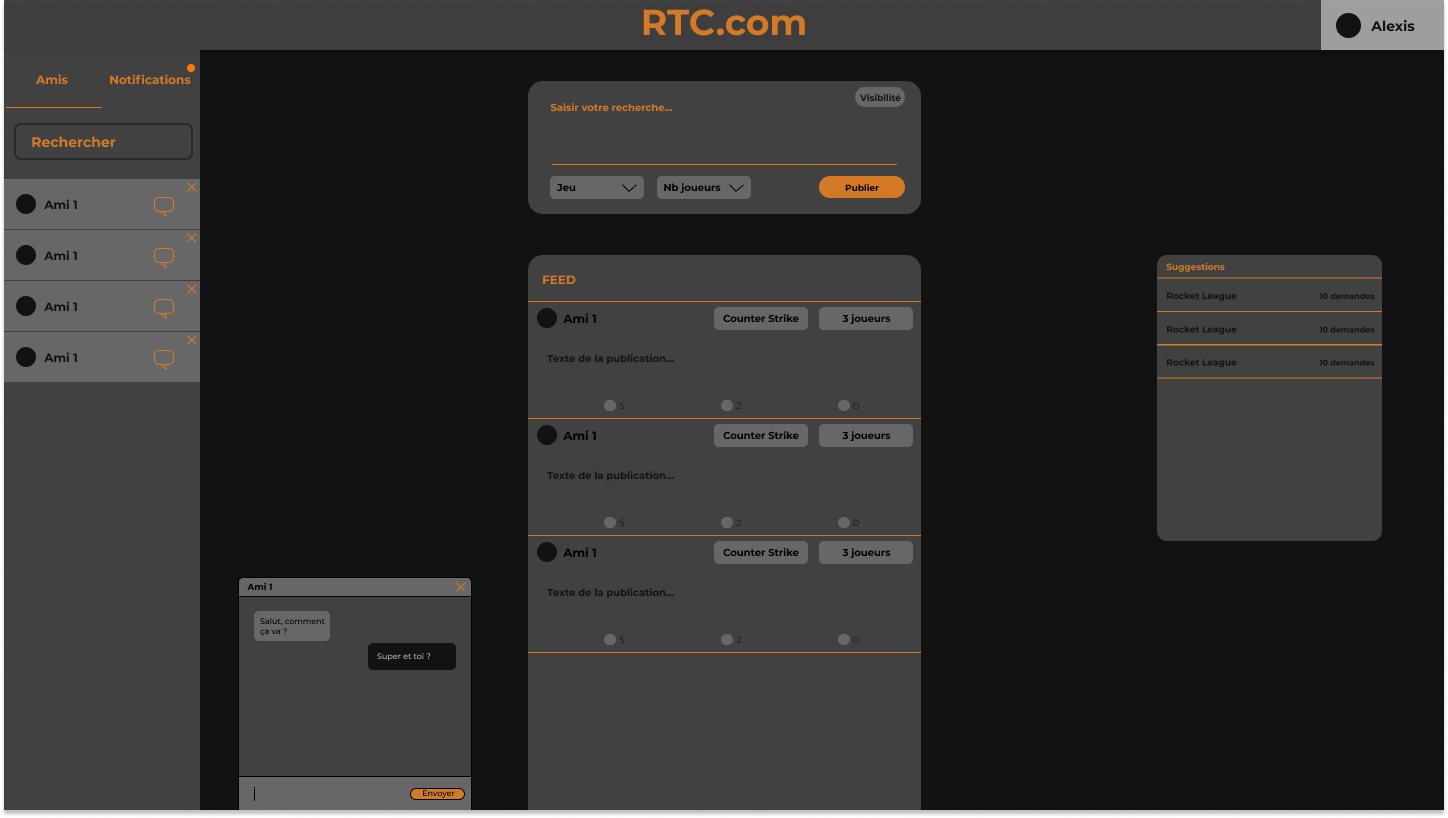 RTC.com
Alexis
Amis
Notifications
Rechercher
Ami 1
Ami 1
Ami 1
Ami 1
Saisir votre recherche...
Visibilité
Jeu
Nb joueurs
Publier
FEED
Ami 1
Counter Strike
3 joueurs
Texte de la publication...
5
2
0
Ami 1
Counter Strike
3 joueurs
Texte de la publication...
5
2
0
Ami 1
Counter Strike
3 joueurs
Texte de la publication...
5
2
0
Suggestions
Rocket League
10 demandes
Rocket League
10 demandes
Rocket League
10 demandes
Ami 1
Salut, comment
ça va ?
Super et toi ?
Envoyer